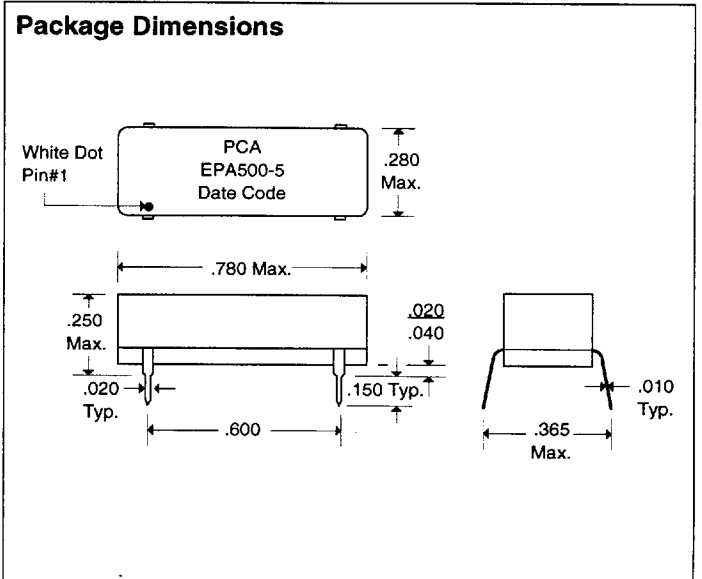 Package Dimensions
White Dot
Pin#1
PCA
EPA500-5
Date Code
.280
Max.
.780 Max.
.250
Max.
.020
.040
.020
Typ.
.150 Typ.
.600
.010
Typ.
.365
Max.